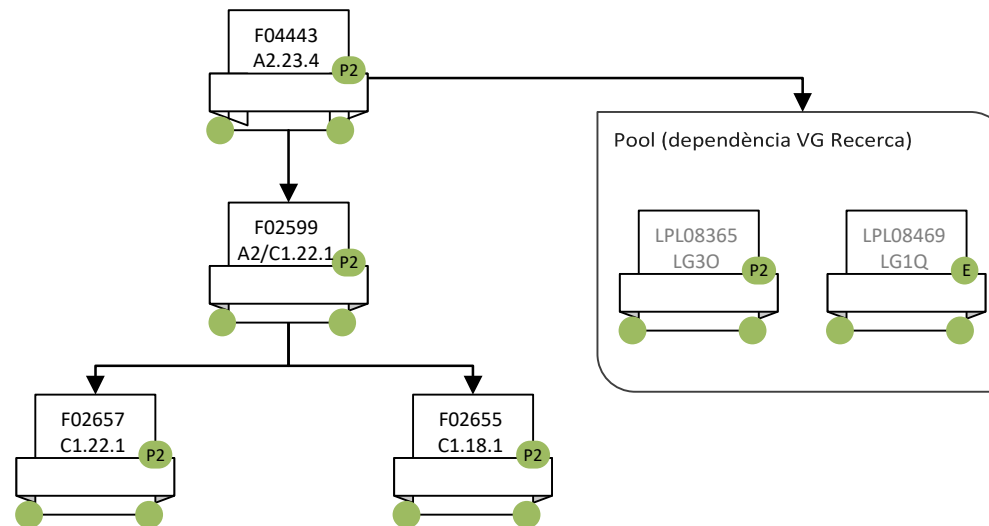 F04443
A2.23.4
P2
Pool (dependència VG Recerca)
F02599
A2/C1.22.1
P2
LPL08365
LG3O
P2
LPL08469
LG1Q
E
F02657
C1.22.1
P2
F02655
C1.18.1
P2